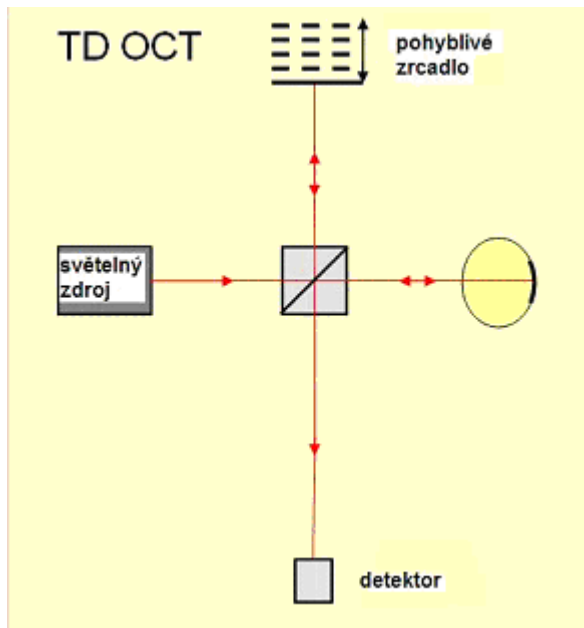 TD OCT
pohyblivé
zrcadlo
světelný
zdroj
detektor